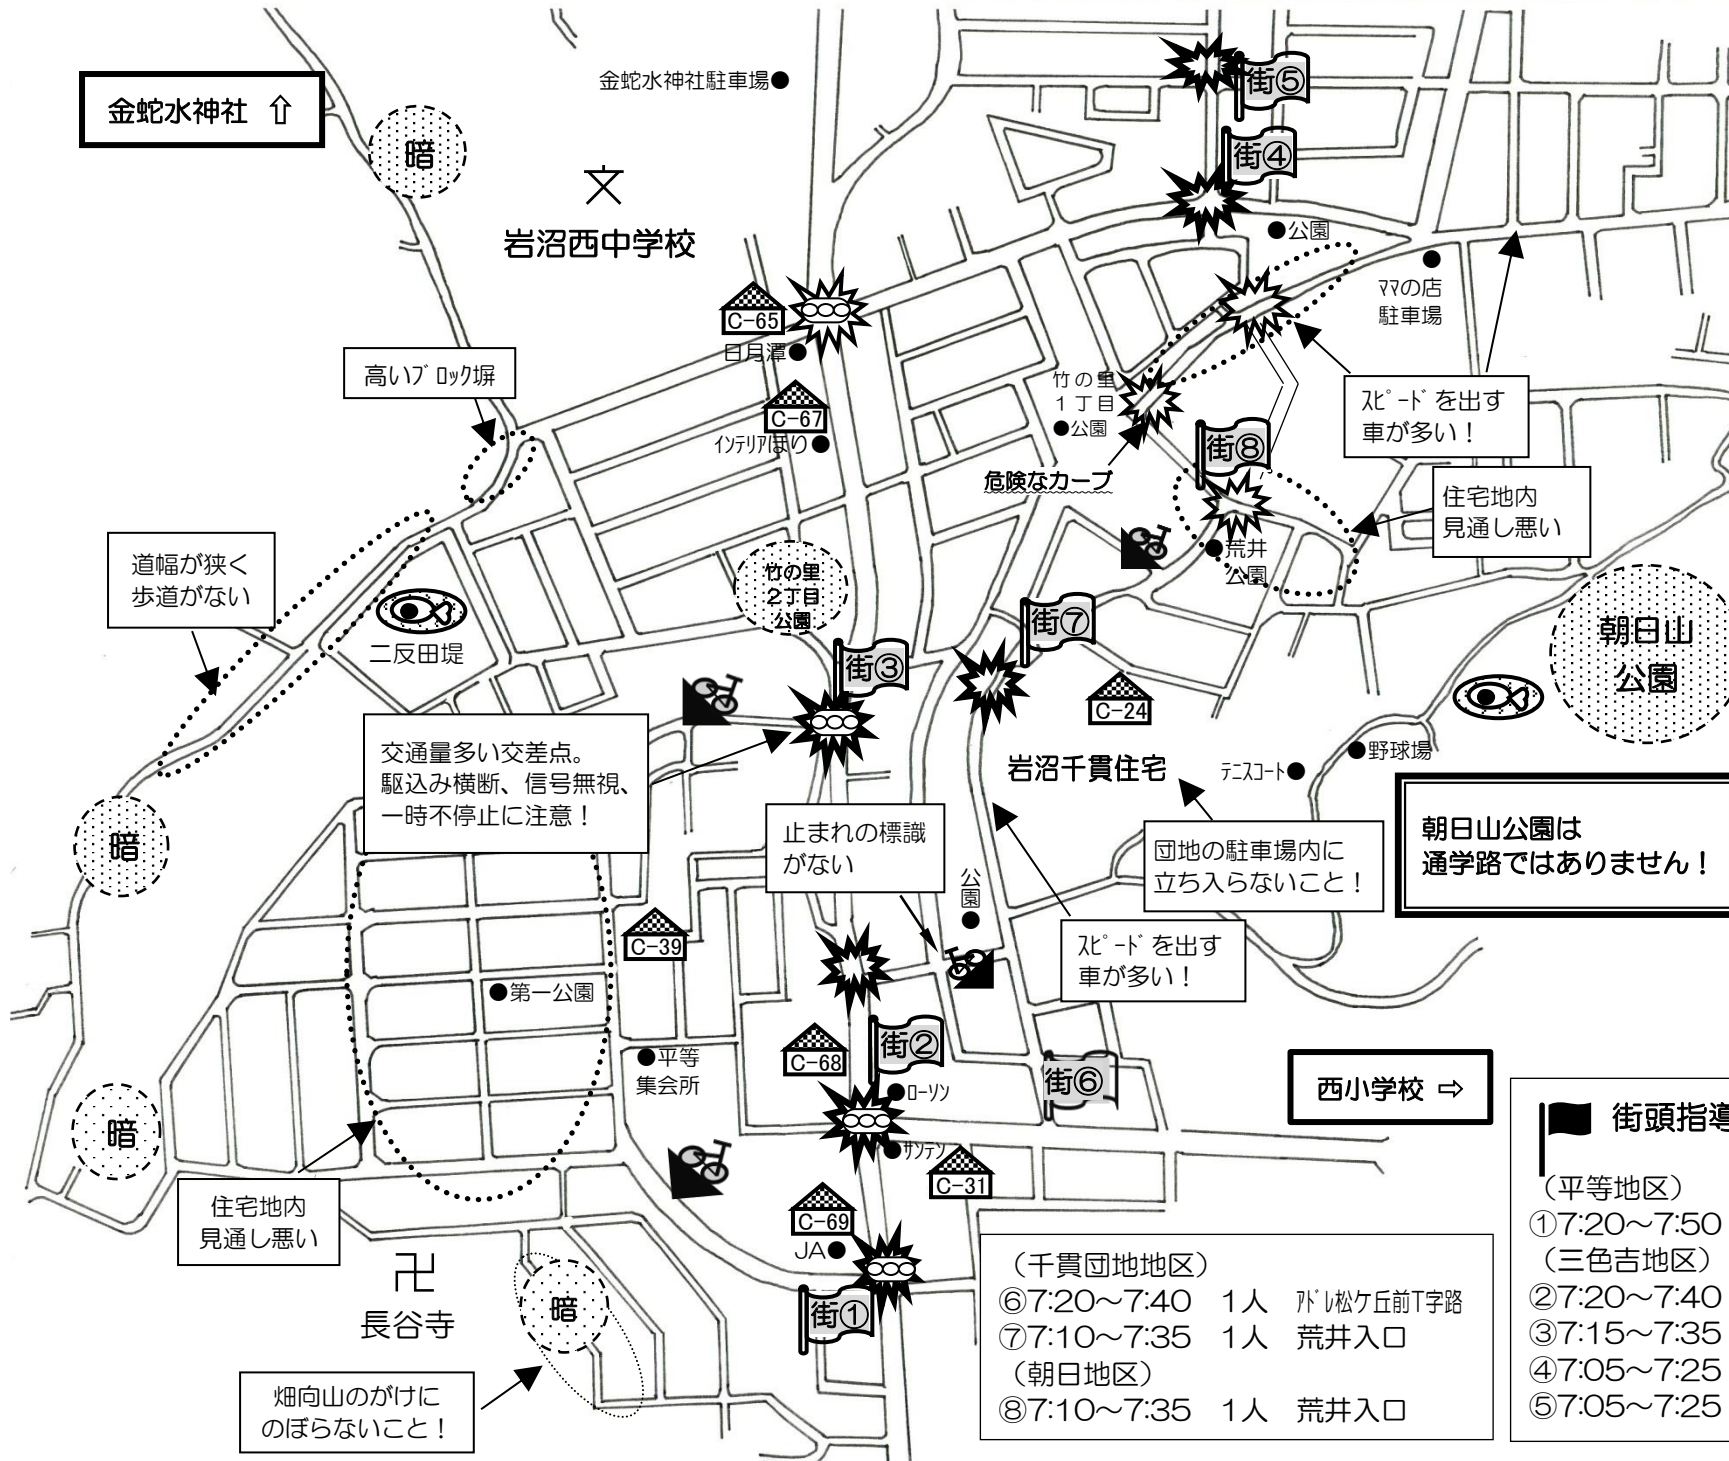 金蛇水神社 ⇧
金蛇水神社駐車場●
暗
文
岩沼西中学校
街⑤
街④
●公園
ママの店
駐車場
C-65
日月潭●
高いブロック塀
C-67
インテリアほり●
竹の里
1丁目
●公園
危険なカーブ
スピードを出す
車が多い！
街⑧
住宅地内
見通し悪い
●荒井
公園
道幅が狭く
歩道がない
二反田堤
竹の里
2丁目
公園
街③
街⑦
C-24
朝日山
公園
交通量多い交差点。
駆込み横断、信号無視、
一時不停止に注意！
岩沼千貫住宅
テニスコート●
●野球場
暗
止まれの標識
がない
団地の駐車場内に
立ち入らないこと！
朝日山公園は
通学路ではありません！
公園
●
C-39
スピードを出す
車が多い！
●第一公園
●平等
集会所
C-68
街②
●ローソン
街⑥
西小学校 ⇨
暗
●サンテン
C-31
住宅地内
見通し悪い
C-69
JA●
卍
長谷寺
暗
街①
畑向山のがけに
のぼらないこと！
（千貫団地地区）
⑥7:20～7:40 1人 アドレ松ケ丘前T字路
⑦7:10～7:35 1人 荒井入口
（朝日地区）
⑧7:10～7:35 1人 荒井入口
街頭指導
（平等地区）
①7:20～7:50
（三色吉地区）
②7:20～7:40
③7:15～7:35
④7:05～7:25
⑤7:05～7:25